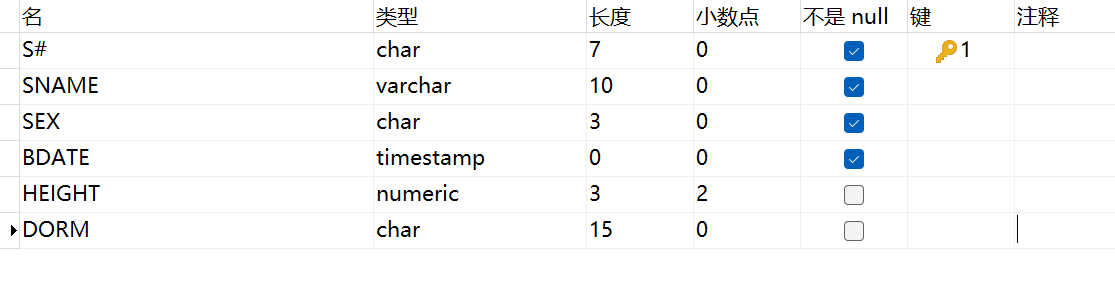 名 类型 长度 小数点 不是 null 键 注释
S# char 7 0 1
SNAME varchar 10 0
SEX char 3 0
BDATE timestamp 0 0
HEIGHT numeric 3 2
DORM char 15 0